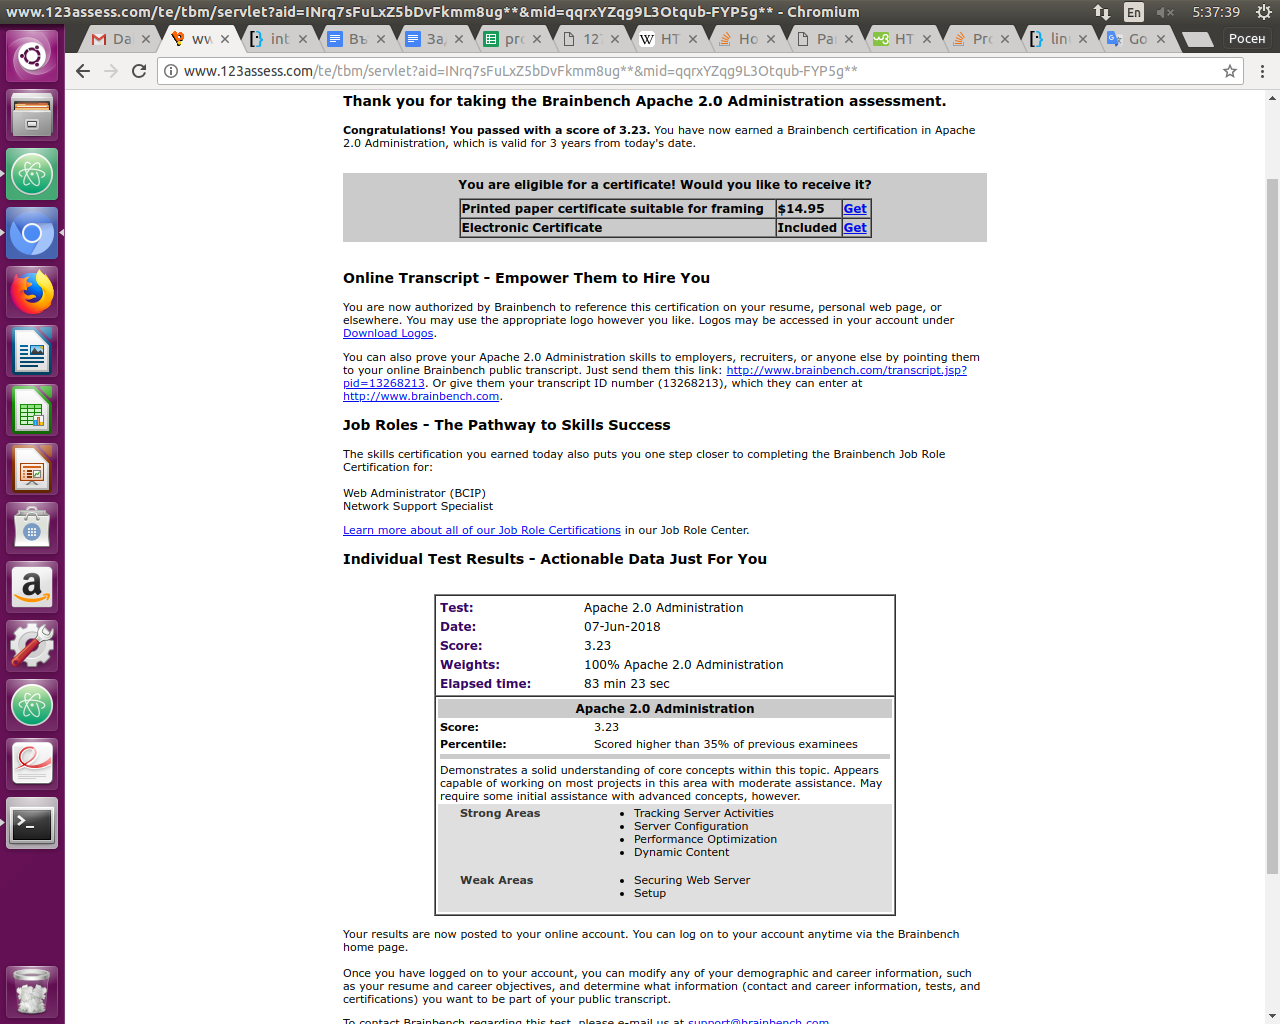 www.123assess.com/te/tbm/servlet?aid=INrq7sFuLxZ5bDvFkmm8ug**&mid=qqrxYZqg9L3Otqub-FYP5g** - Chromium
En
5:37:39
Da
ww
int
Въ
За
pro
12
HT
Ho
Pa
HT
Pro
lin
Go
Росен
www.123assess.com/te/tbm/servlet?aid=INrq7sFuLxZ5bDvFkmm8ug**&mid=qqrxYZqg9L3Otqub-FYP5g**
Thank you for taking the Brainbench Apache 2.0 Administration assessment.
Congratulations! You passed with a score of 3.23. You have now earned a Brainbench certification in Apache
2.0 Administration, which is valid for 3 years from today's date.
You are eligible for a certificate! Would you like to receive it?
Printed paper certificate suitable for framing $14.95 Get
Electronic Certificate Included Get
Online Transcript - Empower Them to Hire You
You are now authorized by Brainbench to reference this certification on your resume, personal web page, or
elsewhere. You may use the appropriate logo however you like. Logos may be accessed in your account under
Download Logos.
You can also prove your Apache 2.0 Administration skills to employers, recruiters, or anyone else by pointing them
to your online Brainbench public transcript. Just send them this link: http://www.brainbench.com/transcript.jsp?
pid=13268213. Or give them your transcript ID number (13268213), which they can enter at
http://www.brainbench.com.
Job Roles - The Pathway to Skills Success
The skills certification you earned today also puts you one step closer to completing the Brainbench Job Role
Certification for:
Web Administrator (BCIP)
Network Support Specialist
Learn more about all of our Job Role Certifications in our Job Role Center.
Individual Test Results - Actionable Data Just For You
Test: Apache 2.0 Administration
Date: 07-Jun-2018
Score: 3.23
Weights: 100% Apache 2.0 Administration
Elapsed time: 83 min 23 sec
Apache 2.0 Administration
Score: 3.23
Percentile: Scored higher than 35% of previous examinees
Demonstrates a solid understanding of core concepts within this topic. Appears
capable of working on most projects in this area with moderate assistance. May
require some initial assistance with advanced concepts, however.
Strong Areas • Tracking Server Activities
• Server Configuration
• Performance Optimization
• Dynamic Content
Weak Areas • Securing Web Server
• Setup
Your results are now posted to your online account. You can log on to your account anytime via the Brainbench
home page.
Once you have logged on to your account, you can modify any of your demographic and career information, such
as your resume and career objectives, and determine what information (contact and career information, tests, and
certifications) you want to be part of your public transcript.
To contact Brainbench regarding this test, please e-mail us at support@brainbench.com